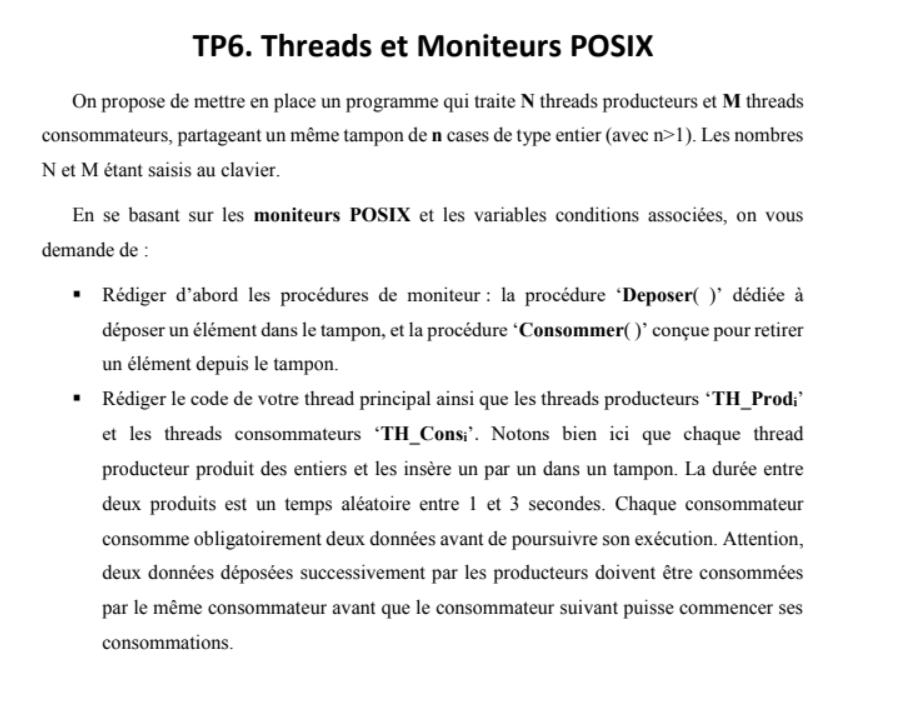 TP6. Threads et Moniteurs POSIX
On propose de mettre en place un programme qui traite N threads producteurs et M threads
consommateurs, partageant un même tampon de n cases de type entier (avec n>1). Les nombres
N et M étant saisis au clavier.
En se basant sur les moniteurs POSIX et les variables conditions associées, on vous
demande de :
▪ Rédiger d’abord les procédures de moniteur : la procédure ‘Deposer( )’ dédiée à
déposer un élément dans le tampon, et la procédure ‘Consommer( )’ conçue pour retirer
un élément depuis le tampon.
▪ Rédiger le code de votre thread principal ainsi que les threads producteurs ‘TH_Prodᵢ’
et les threads consommateurs ‘TH_Consᵢ’. Notons bien ici que chaque thread
producteur produit des entiers et les insère un par un dans un tampon. La durée entre
deux produits est un temps aléatoire entre 1 et 3 secondes. Chaque consommateur
consomme obligatoirement deux données avant de poursuivre son exécution. Attention,
deux données déposées successivement par les producteurs doivent être consommées
par le même consommateur avant que le consommateur suivant puisse commencer ses
consommations.